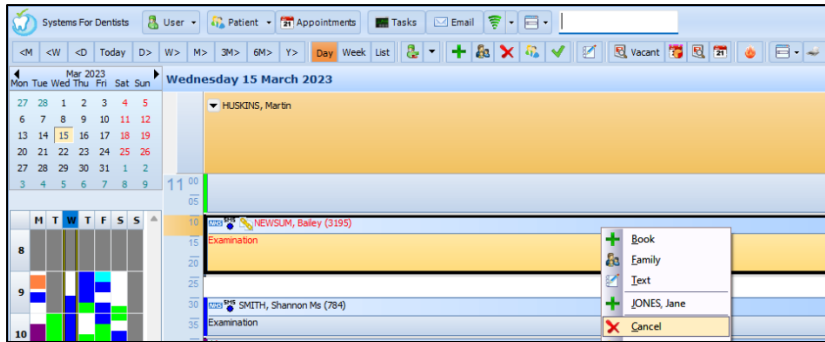 Systems For Dentists User Patient Appointments Tasks Email
<M <W <D Today D> W> M> 3M> 6M> Y> Day Week List Vacant
Mar 2023
Mon Tue Wed Thu Fri Sat Sun
27 28 1 2 3 4 5
6 7 8 9 10 11 12
13 14 15 16 17 18 19
20 21 22 23 24 25 26
27 28 29 30 31 1 2
3 4 5 6 7 8 9
M T W T F S S
8
9
10
Wednesday 15 March 2023
HUSKINS, Martin
11 00
05
10 NHS SMS NEWSUM, Bailey (3195)
15 Examination
20
25
30 NHS SMS SMITH, Shannon Ms (784)
35 Examination
Book
Family
Text
JONES, Jane
Cancel